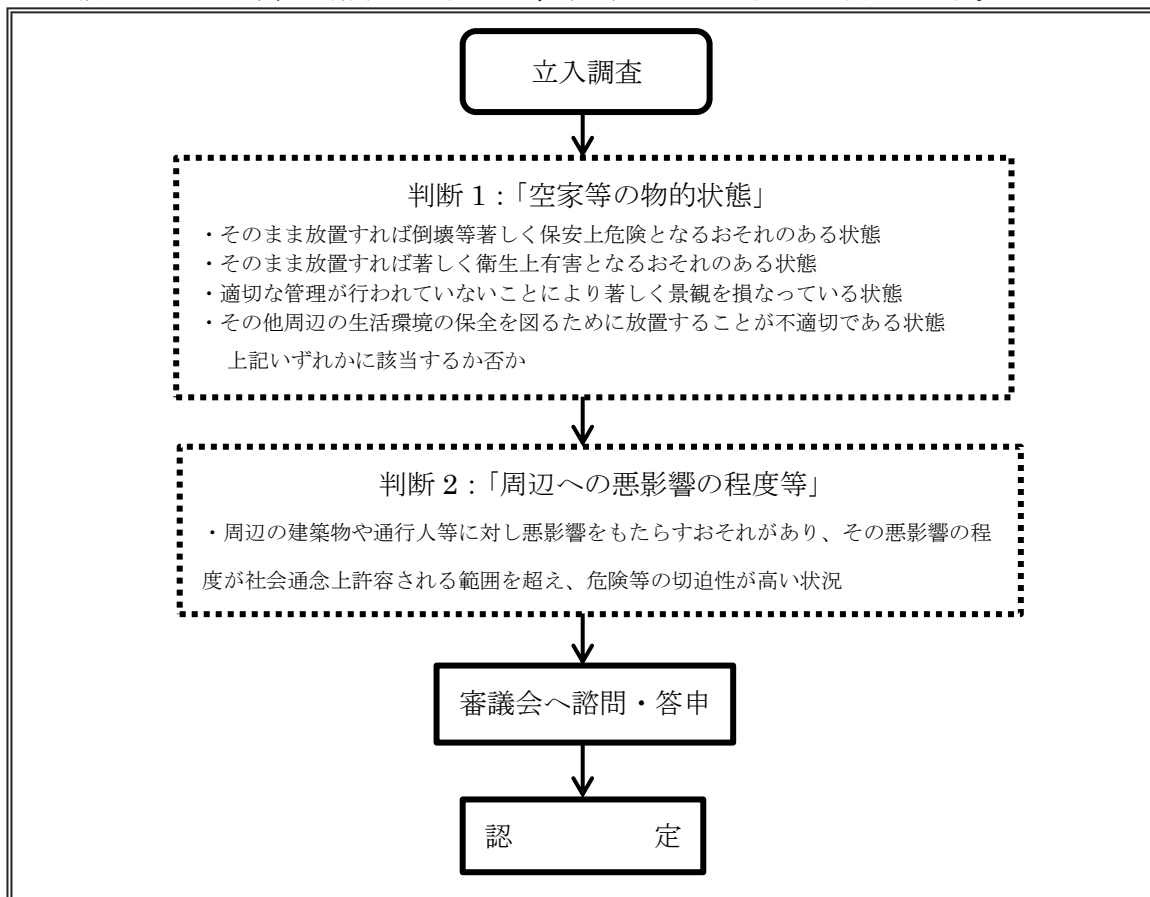 立入調査
判断 1：「空家等の物的状態」
・そのまま放置すれば倒壊等著しく保安上危険となるおそれのある状態
・そのまま放置すれば著しく衛生上有害となるおそれのある状態
・適切な管理が行われていないことにより著しく景観を損なっている状態
・その他周辺の生活環境の保全を図るために放置することが不適切である状態
上記いずれかに該当するか否か
判断 2：「周辺への悪影響の程度等」
・周辺の建築物や通行人等に対し悪影響をもたらすおそれがあり、その悪影響の程
度が社会通念上許容される範囲を超え、危険等の切迫性が高い状況
審議会へ諮問・答申
認　　　　　定